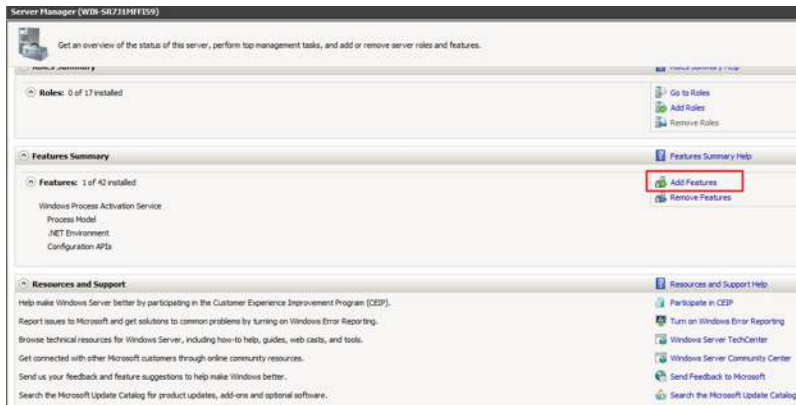 Server Manager (WIN-SR7J1MFFIS9)
Get an overview of the status of this server, perform top management tasks, and add or remove server roles and features.
Roles Summary Roles Summary Help
Roles: 0 of 17 installed Go to Roles
Add Roles
Remove Roles
Features Summary Features Summary Help
Features: 1 of 42 installed Add Features
Remove Features
Windows Process Activation Service
Process Model
.NET Environment
Configuration APIs
Resources and Support Resources and Support Help
Help make Windows Server better by participating in the Customer Experience Improvement Program (CEIP). Participate in CEIP
Report issues to Microsoft and get solutions to common problems by turning on Windows Error Reporting. Turn on Windows Error Reporting
Browse technical resources for Windows Server, including how-to help, guides, web casts, and tools. Windows Server TechCenter
Get connected with other Microsoft customers through online community resources. Windows Server Community Center
Send us your feedback and feature suggestions to help make Windows better. Send Feedback to Microsoft
Search the Microsoft Update Catalog for product updates, add-ons and optional software. Search the Microsoft Update Catalog